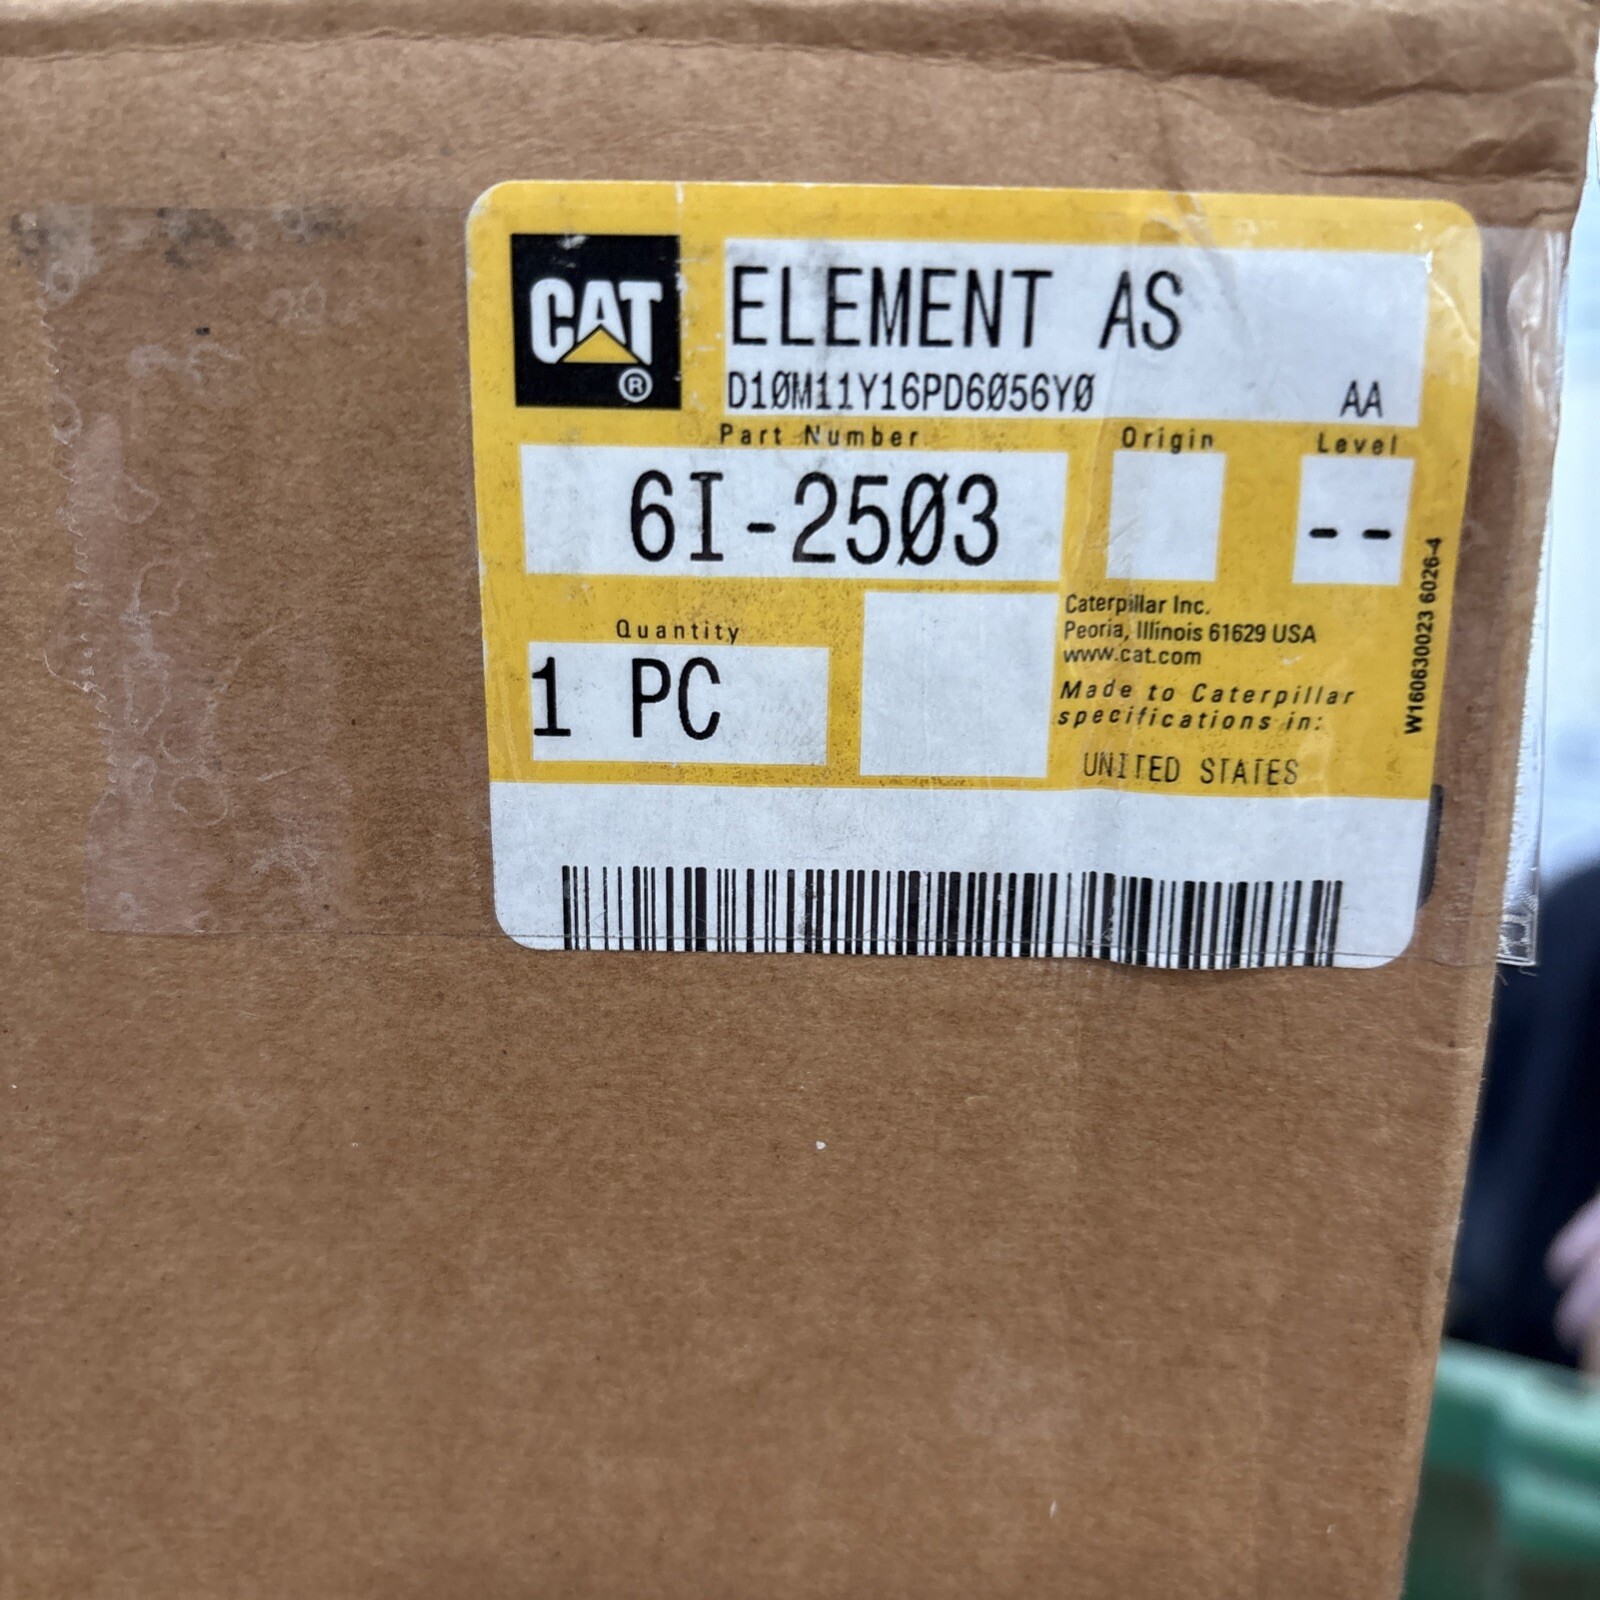 CAT
®
ELEMENT AS
D10M11Y16PD6056Y0 AA
Part Number Origin Level
6I-2503 --
Quantity
1 PC
Caterpillar Inc.
Peoria, Illinois 61629 USA
www.cat.com
Made to Caterpillar
specifications in:
UNITED STATES
W160630023 6026-4